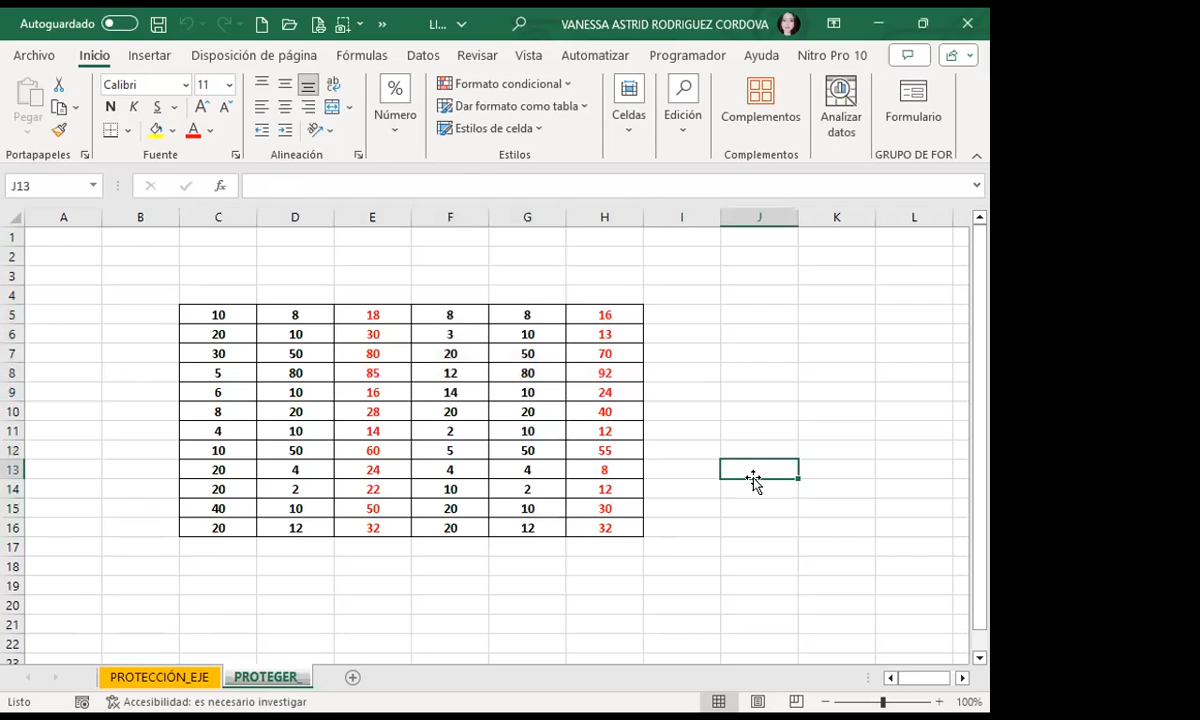 Autoguardado LI... VANESSA ASTRID RODRIGUEZ CORDOVA
Archivo Inicio Insertar Disposición de página Fórmulas Datos Revisar Vista Automatizar Programador Ayuda Nitro Pro 10
Pegar
Portapapeles
Calibri 11
N K S
Fuente
Alineación
Número
Formato condicional
Dar formato como tabla
Estilos de celda
Estilos
Celdas
Edición
Complementos
Complementos
Analizar
datos
Formulario
GRUPO DE FOR
J13 fx
A B C D E F G H I J K L
1
2
3
4
5 10 8 18 8 8 16
6 20 10 30 3 10 13
7 30 50 80 20 50 70
8 5 80 85 12 80 92
9 6 10 16 14 10 24
10 8 20 28 20 20 40
11 4 10 14 2 10 12
12 10 50 60 5 50 55
13 20 4 24 4 4 8
14 20 2 22 10 2 12
15 40 10 50 20 10 30
16 20 12 32 20 12 32
17
18
19
20
21
22
23
PROTECCIÓN_EJE PROTEGER_
Listo Accesibilidad: es necesario investigar 100%